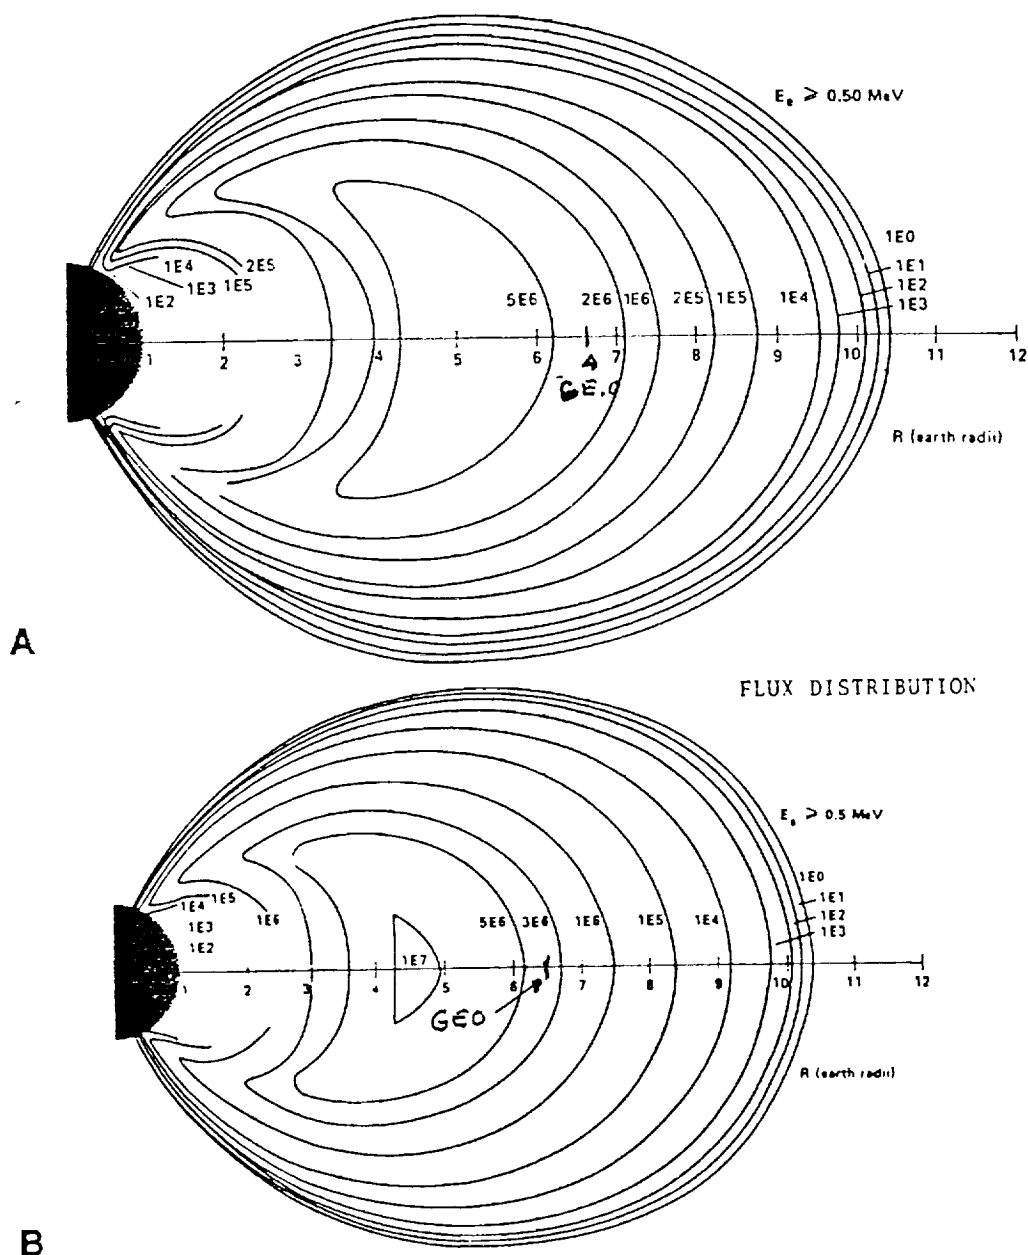 E_e ≥ 0.50 MeV
1E0
1E1
1E2
1E3
1E4
2E5
1E3
1E5
1E2
5E6
2E6
1E6
2E5
1E5
1E4
1 2 3 4 5 6 7 8 9 10 11 12
GEO
R (earth radii)
A
FLUX DISTRIBUTION
≥ 0.5 MeV
1E0
1E1
1E2
1E3
1E4
1E5
1E6
1E3
1E2
1E7
5E6
3E6
1E6
1E5
1E4
1 2 3 4 5 6 7 8 9 10 11 12
GEO
R (earth radii)
B